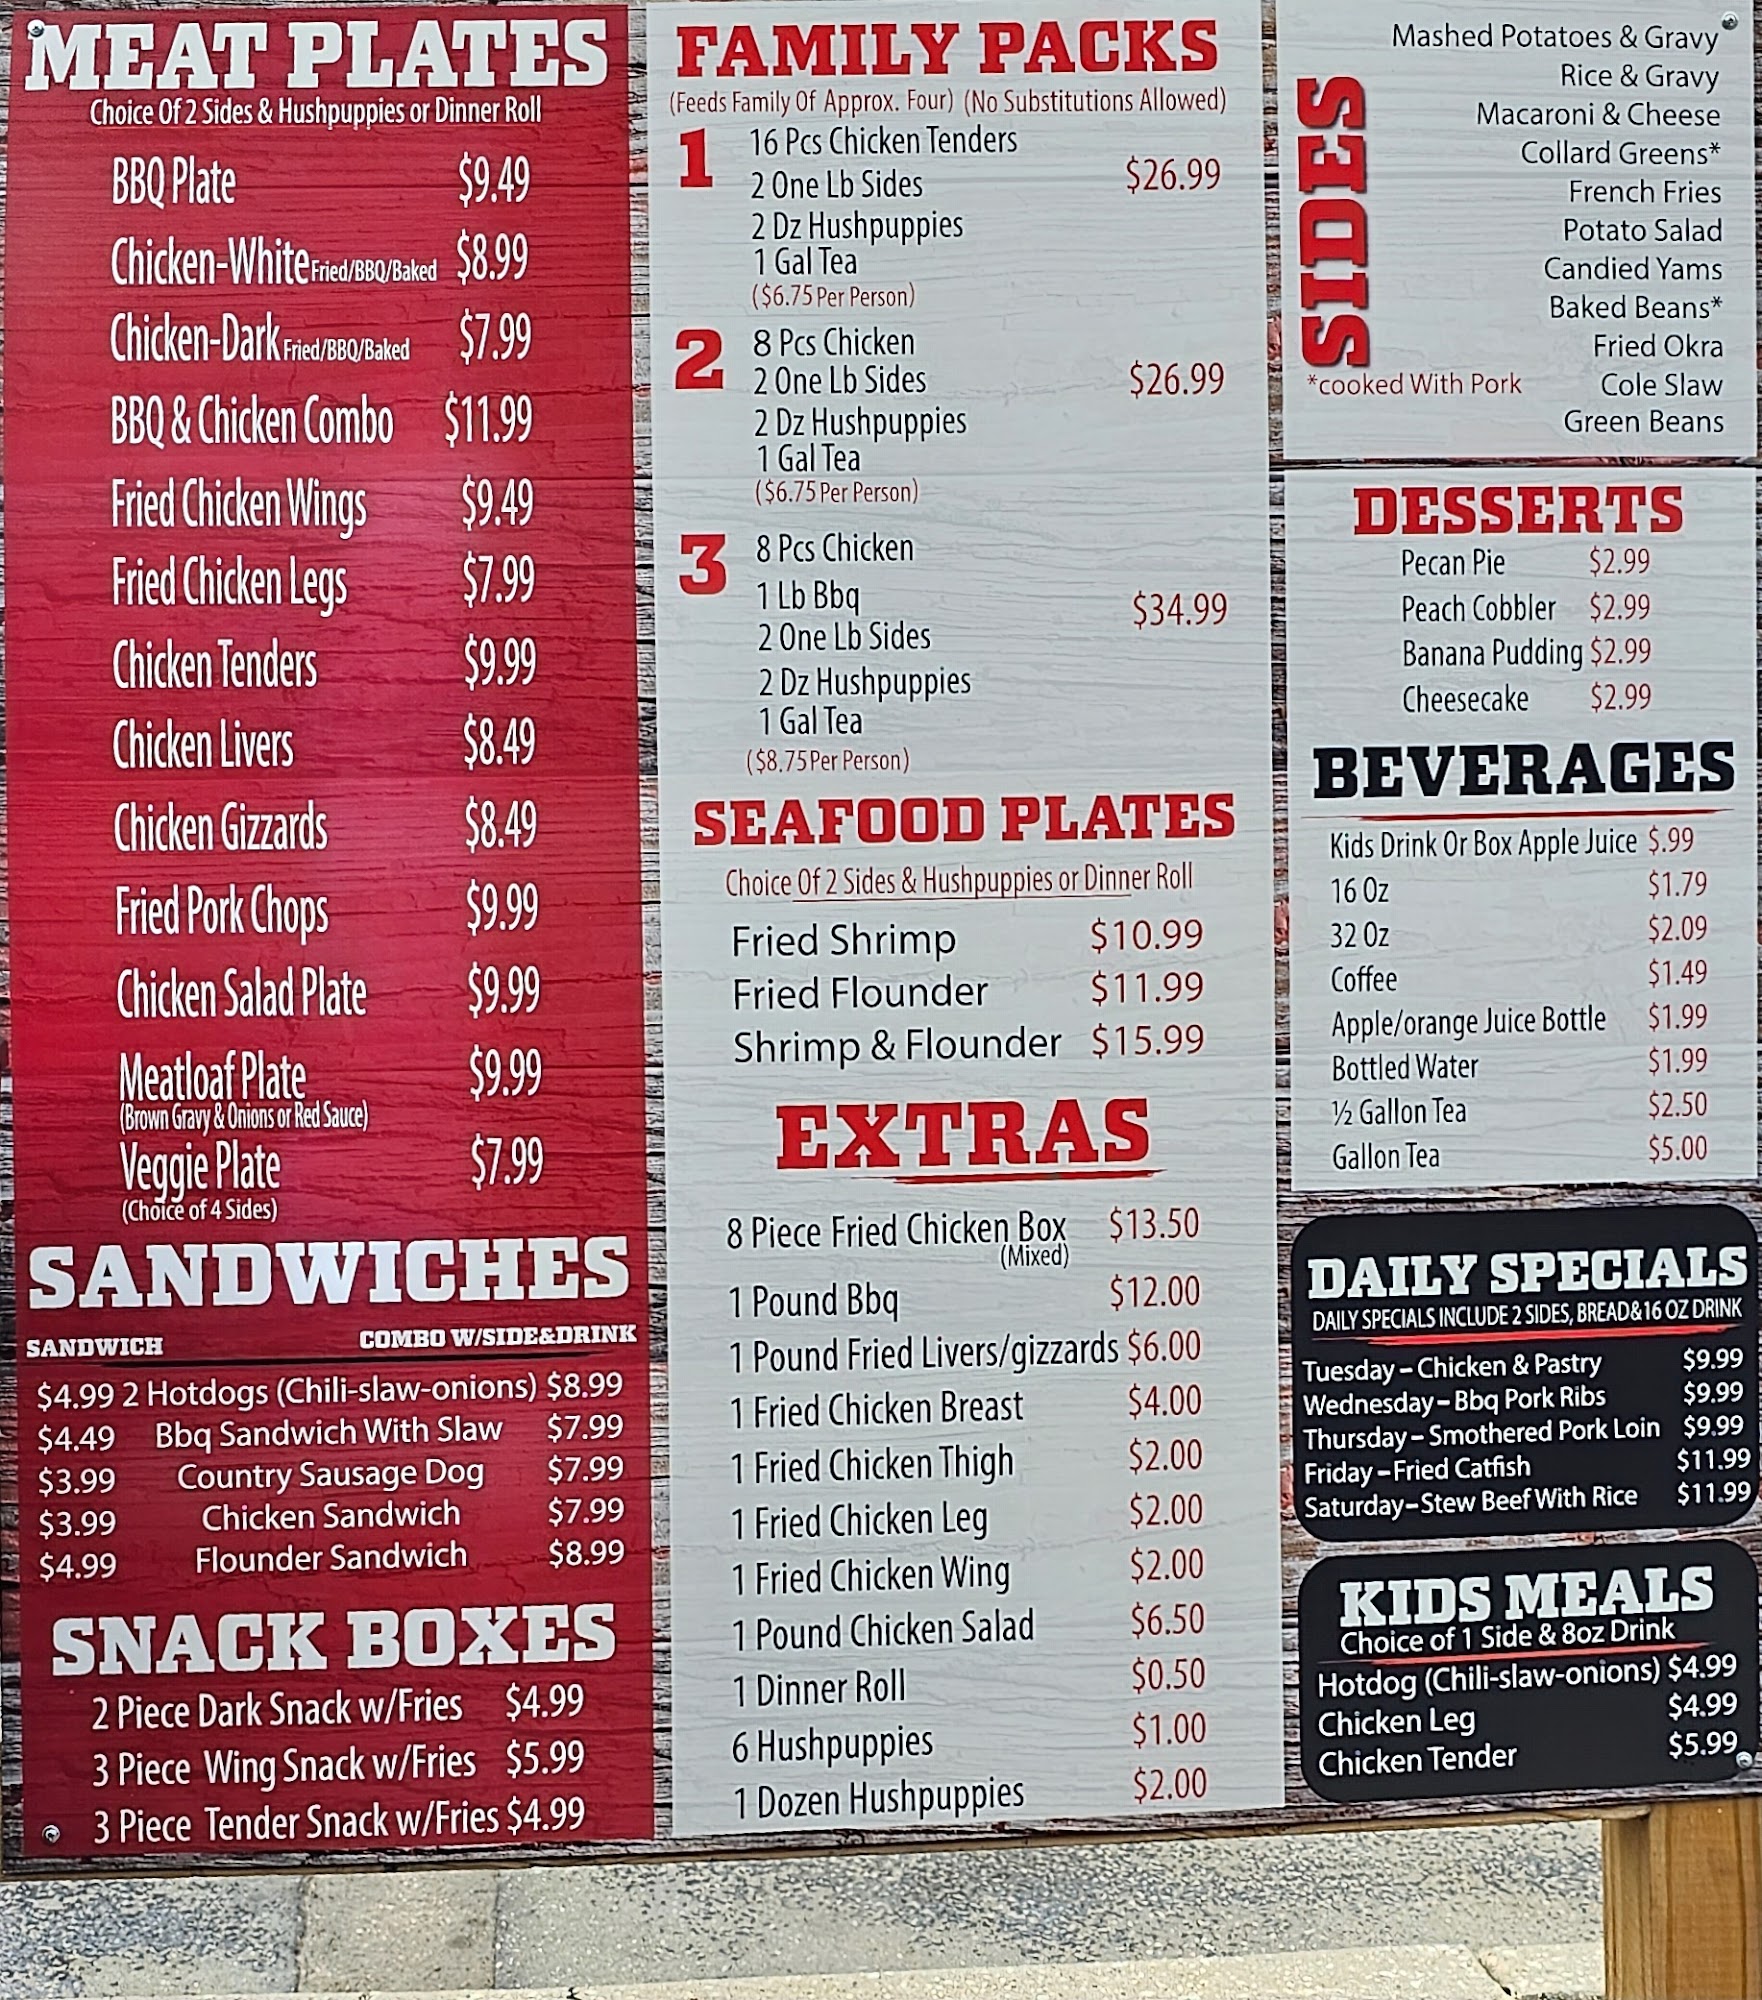 MEAT PLATES
Choice Of 2 Sides & Hushpuppies or Dinner Roll
BBQ Plate $9.49
Chicken-White Fried/BBQ/Baked $8.99
Chicken-Dark Fried/BBQ/Baked $7.99
BBQ & Chicken Combo $11.99
Fried Chicken Wings $9.49
Fried Chicken Legs $7.99
Chicken Tenders $9.99
Chicken Livers $8.49
Chicken Gizzards $8.49
Fried Pork Chops $9.99
Chicken Salad Plate $9.99
Meatloaf Plate $9.99
(Brown Gravy & Onions or Red Sauce)
Veggie Plate $7.99
(Choice of 4 Sides)
SANDWICHES
SANDWICH COMBO W/SIDE&DRINK
$4.99 2 Hotdogs (Chili-slaw-onions) $8.99
$4.49 Bbq Sandwich With Slaw $7.99
$3.99 Country Sausage Dog $7.99
$3.99 Chicken Sandwich $7.99
$4.99 Flounder Sandwich $8.99
SNACK BOXES
2 Piece Dark Snack w/Fries $4.99
3 Piece Wing Snack w/Fries $5.99
3 Piece Tender Snack w/Fries $4.99
FAMILY PACKS
(Feeds Family Of Approx. Four) (No Substitutions Allowed)
1 16 Pcs Chicken Tenders
2 One Lb Sides $26.99
2 Dz Hushpuppies
1 Gal Tea
($6.75 Per Person)
2 8 Pcs Chicken
2 One Lb Sides $26.99
2 Dz Hushpuppies
1 Gal Tea
($6.75 Per Person)
3 8 Pcs Chicken
1 Lb Bbq $34.99
2 One Lb Sides
2 Dz Hushpuppies
1 Gal Tea
($8.75 Per Person)
SEAFOOD PLATES
Choice Of 2 Sides & Hushpuppies or Dinner Roll
Fried Shrimp $10.99
Fried Flounder $11.99
Shrimp & Flounder $15.99
EXTRAS
8 Piece Fried Chicken Box $13.50
(Mixed)
1 Pound Bbq $12.00
1 Pound Fried Livers/gizzards $6.00
1 Fried Chicken Breast $4.00
1 Fried Chicken Thigh $2.00
1 Fried Chicken Leg $2.00
1 Fried Chicken Wing $2.00
1 Pound Chicken Salad $6.50
1 Dinner Roll $0.50
6 Hushpuppies $1.00
1 Dozen Hushpuppies $2.00
SIDES
Mashed Potatoes & Gravy
Rice & Gravy
Macaroni & Cheese
Collard Greens*
French Fries
Potato Salad
Candied Yams
Baked Beans*
Fried Okra
*cooked With Pork Cole Slaw
Green Beans
DESSERTS
Pecan Pie $2.99
Peach Cobbler $2.99
Banana Pudding $2.99
Cheesecake $2.99
BEVERAGES
Kids Drink Or Box Apple Juice $.99
16 Oz $1.79
32 Oz $2.09
Coffee $1.49
Apple/orange Juice Bottle $1.99
Bottled Water $1.99
½ Gallon Tea $2.50
Gallon Tea $5.00
DAILY SPECIALS
DAILY SPECIALS INCLUDE 2 SIDES, BREAD&16 OZ DRINK
Tuesday – Chicken & Pastry $9.99
Wednesday – Bbq Pork Ribs $9.99
Thursday – Smothered Pork Loin $9.99
Friday – Fried Catfish $11.99
Saturday – Stew Beef With Rice $11.99
KIDS MEALS
Choice of 1 Side & 8oz Drink
Hotdog (Chili-slaw-onions) $4.99
Chicken Leg $4.99
Chicken Tender $5.99